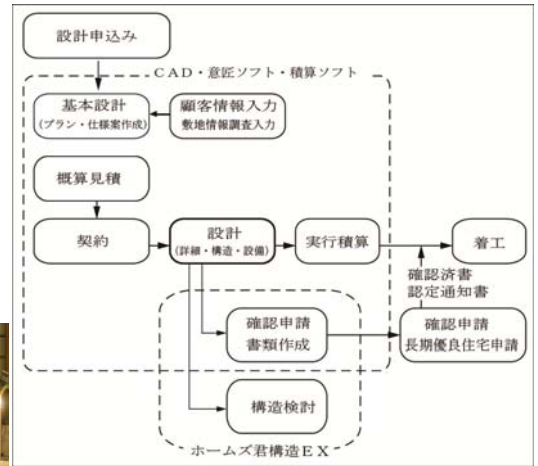 設計申込み
CAD・意匠ソフト・積算ソフト
基本設計
(プラン・仕様案作成)
顧客情報入力
敷地情報調査入力
概算見積
契約
設計
(詳細・構造・設備)
実行積算
着工
確認済書
認定通知書
確認申請
書類作成
確認申請
長期優良住宅申請
構造検討
ホームズ君構造EX